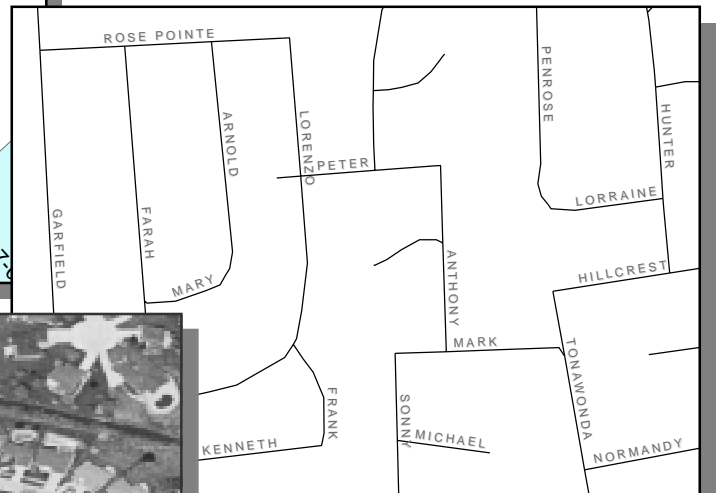 ROSE POINTE
GARFIELD
FARAH
ARNOLD
LORENZO
PETER
MARY
PENROSE
HUNTER
LORRAINE
HILLCREST
ANTHONY
MARK
TONAWONDA
SONNY
MICHAEL
FRANK
KENNETH
NORMANDY